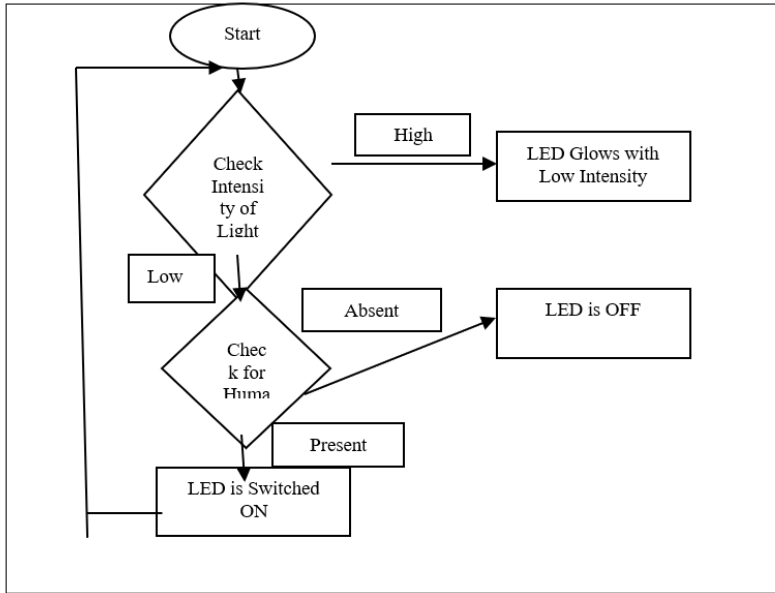 Start
High
LED Glows with
Low Intensity
Check
Intensi
ty of
Light
Low
Absent
LED is OFF
Chec
k for
Huma
Present
LED is Switched
ON